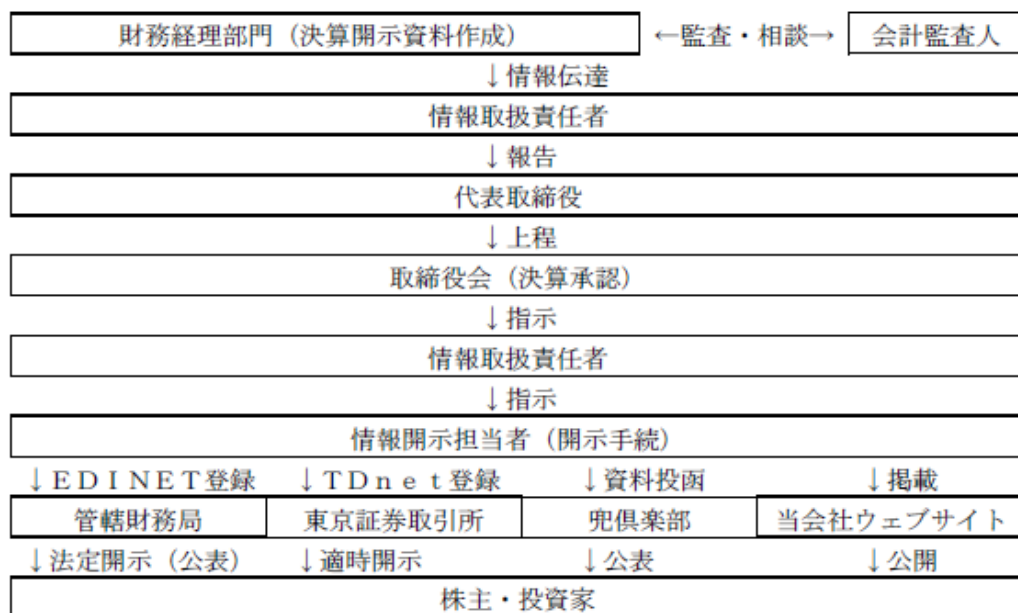 財務経理部門（決算開示資料作成） ←監査・相談→ 会計監査人
↓情報伝達
情報取扱責任者
↓報告
代表取締役
↓上程
取締役会（決算承認）
↓指示
情報取扱責任者
↓指示
情報開示担当者（開示手続）
↓ＥＤＩＮＥＴ登録 ↓ＴＤｎｅｔ登録 ↓資料投函 ↓掲載
管轄財務局 東京証券取引所 兜倶楽部 当会社ウェブサイト
↓法定開示（公表） ↓適時開示 ↓公表 ↓公開
株主・投資家